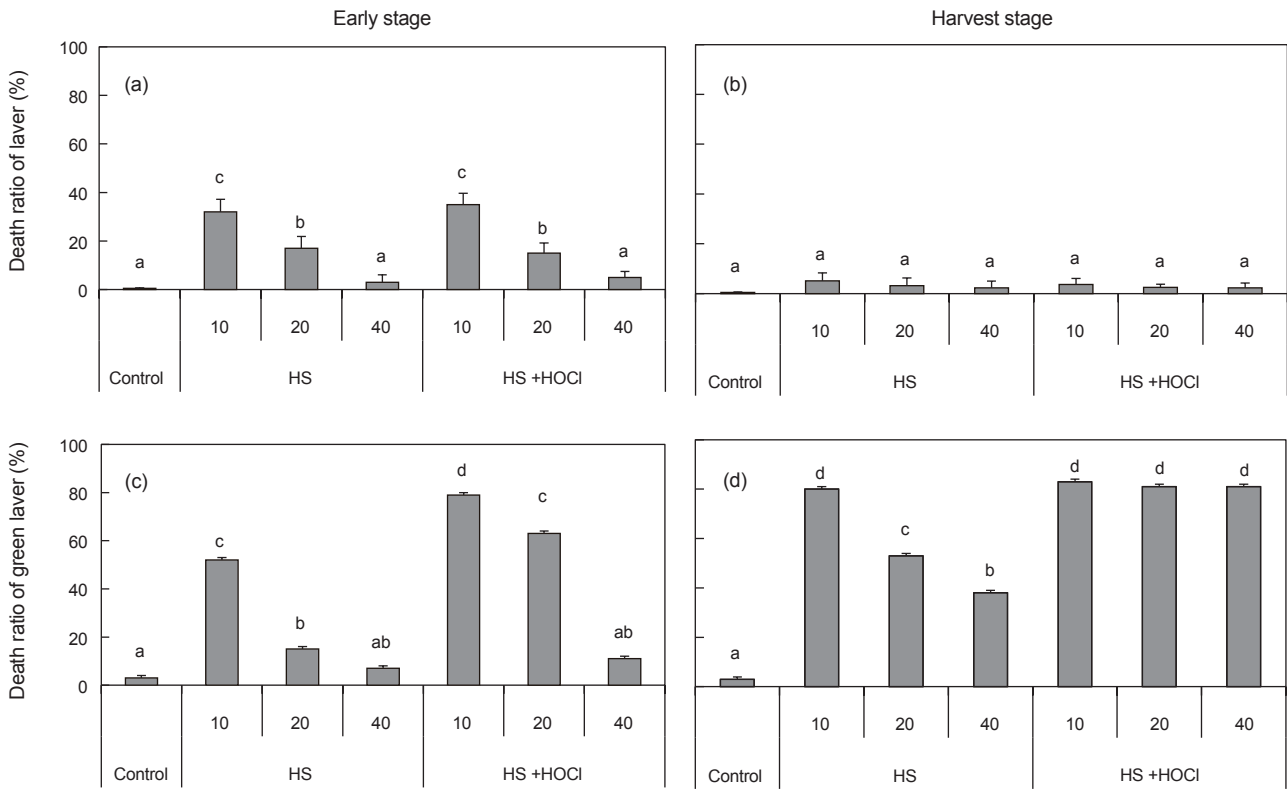 Early stage
Harvest stage
Death ratio of laver (%)
100
80
60
40
20
0
(a)
a
c
b
a
c
b
a
10 20 40 10 20 40
Control HS HS +HOCl
(b)
a
a
a
a
a
a
a
10 20 40 10 20 40
Control HS HS +HOCl
Death ratio of green laver (%)
100
80
60
40
20
0
(c)
a
c
b
ab
d
c
ab
10 20 40 10 20 40
Control HS HS +HOCl
(d)
a
d
c
b
d
d
d
10 20 40 10 20 40
Control HS HS +HOCl